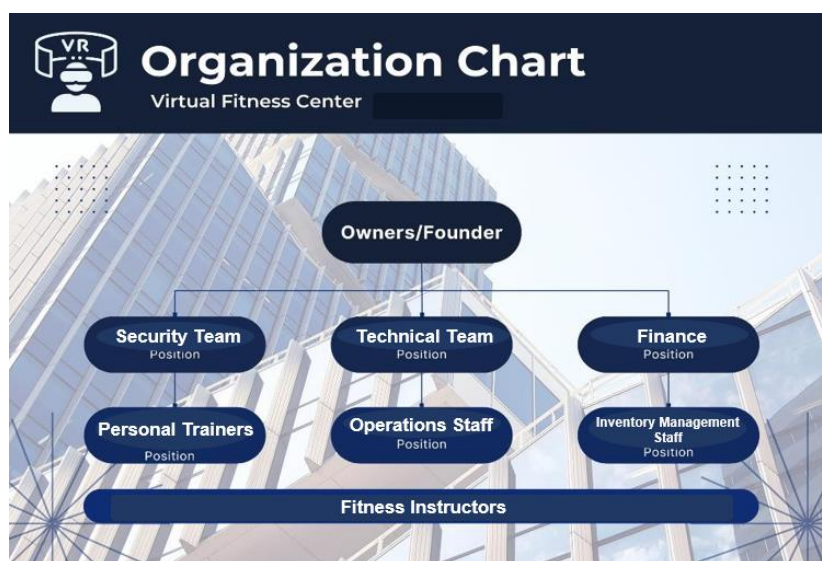 VR
Organization Chart
Virtual Fitness Center
Owners/Founder
Security Team
Position
Technical Team
Position
Finance
Position
Personal Trainers
Position
Operations Staff
Position
Inventory Management
Staff
Position
Fitness Instructors